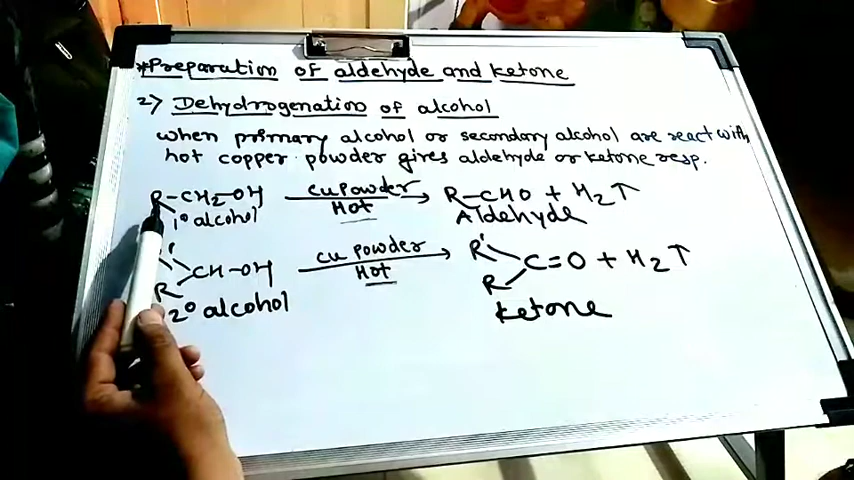 *Preparation of aldehyde and ketone
2) Dehydrogenation of alcohol
when primary alcohol or secondary alcohol are react with
hot copper powder gives aldehyde or ketone resp.
R-CH2-OH Cu Powder Hot R-CHO + H2↑
1° alcohol Aldehyde
R' R CH-OH Cu Powder Hot R' R C=O + H2↑
2° alcohol ketone